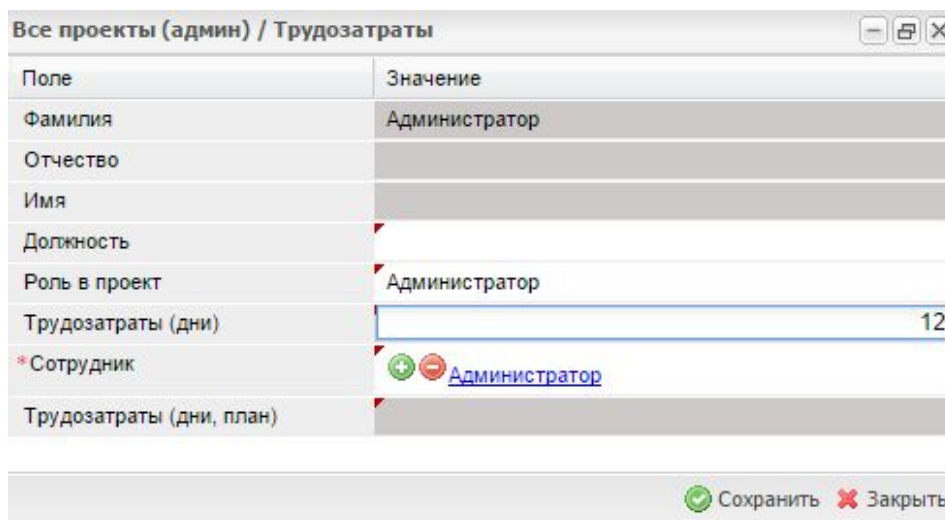 Все проекты (админ) / Трудозатраты
Поле Значение
Фамилия Администратор
Отчество
Имя
Должность
Роль в проект Администратор
Трудозатраты (дни) 12
*Сотрудник Администратор
Трудозатраты (дни, план)
Сохранить Закрыть